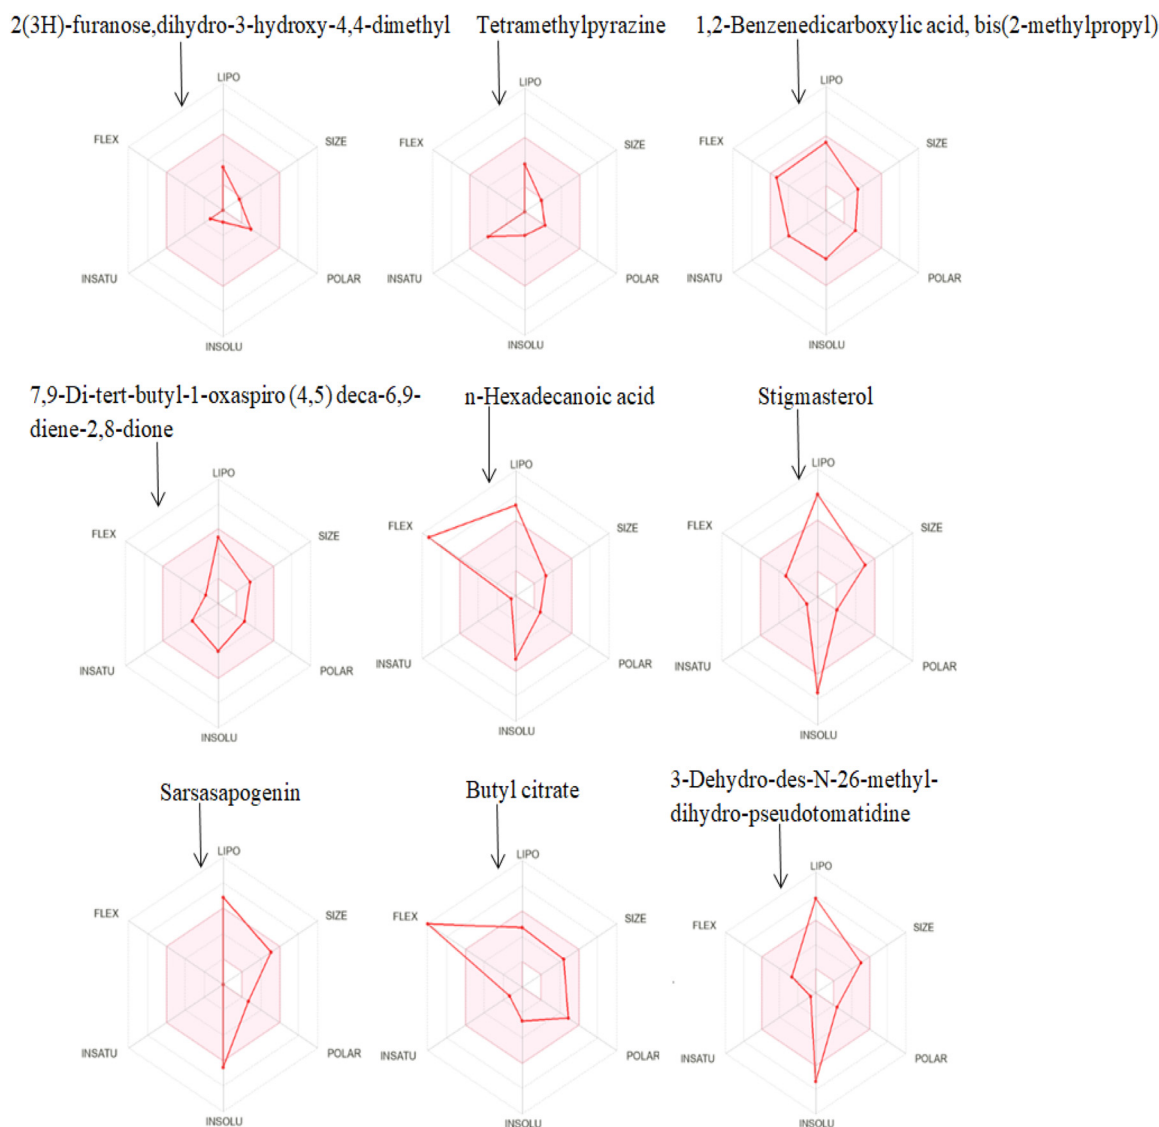 2(3H)-furanose,dihydro-3-hydroxy-4,4-dimethyl
Tetramethylpyrazine
1,2-Benzenedicarboxylic acid, bis(2-methylpropyl)
LIPO
FLEX
SIZE
INSATU
POLAR
INSOLU
LIPO
FLEX
SIZE
INSATU
POLAR
INSOLU
LIPO
FLEX
SIZE
INSATU
POLAR
INSOLU
7,9-Di-tert-butyl-1-oxaspiro (4,5) deca-6,9-
diene-2,8-dione
n-Hexadecanoic acid
Stigmasterol
LIPO
FLEX
SIZE
INSATU
POLAR
INSOLU
LIPO
FLEX
SIZE
INSATU
POLAR
INSOLU
LIPO
FLEX
SIZE
INSATU
POLAR
INSOLU
Sarsasapogenin
Butyl citrate
3-Dehydro-des-N-26-methyl-
dihydro-pseudotomatidine
LIPO
FLEX
SIZE
INSATU
POLAR
INSOLU
LIPO
FLEX
SIZE
INSATU
POLAR
INSOLU
LIPO
FLEX
SIZE
INSATU
POLAR
INSOLU